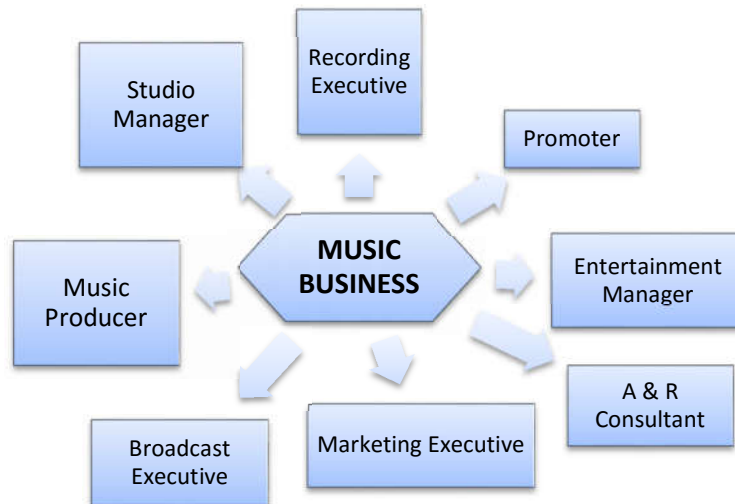 Recording
Executive
Studio
Manager
Promoter
MUSIC
BUSINESS
Entertainment
Manager
Music
Producer
A & R
Consultant
Marketing Executive
Broadcast
Executive